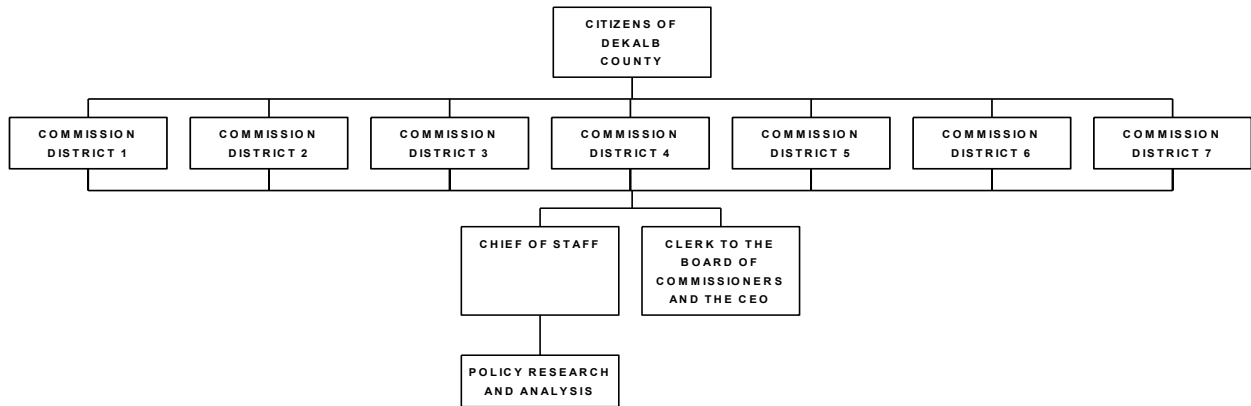 CITIZENS OF
DEKALB
COUNTY
COMMISSION
DISTRICT 1
COMMISSION
DISTRICT 2
COMMISSION
DISTRICT 3
COMMISSION
DISTRICT 4
COMMISSION
DISTRICT 5
COMMISSION
DISTRICT 6
COMMISSION
DISTRICT 7
CHIEF OF STAFF
CLERK TO THE
BOARD OF
COMMISSIONERS
AND THE CEO
POLICY RESEARCH
AND ANALYSIS